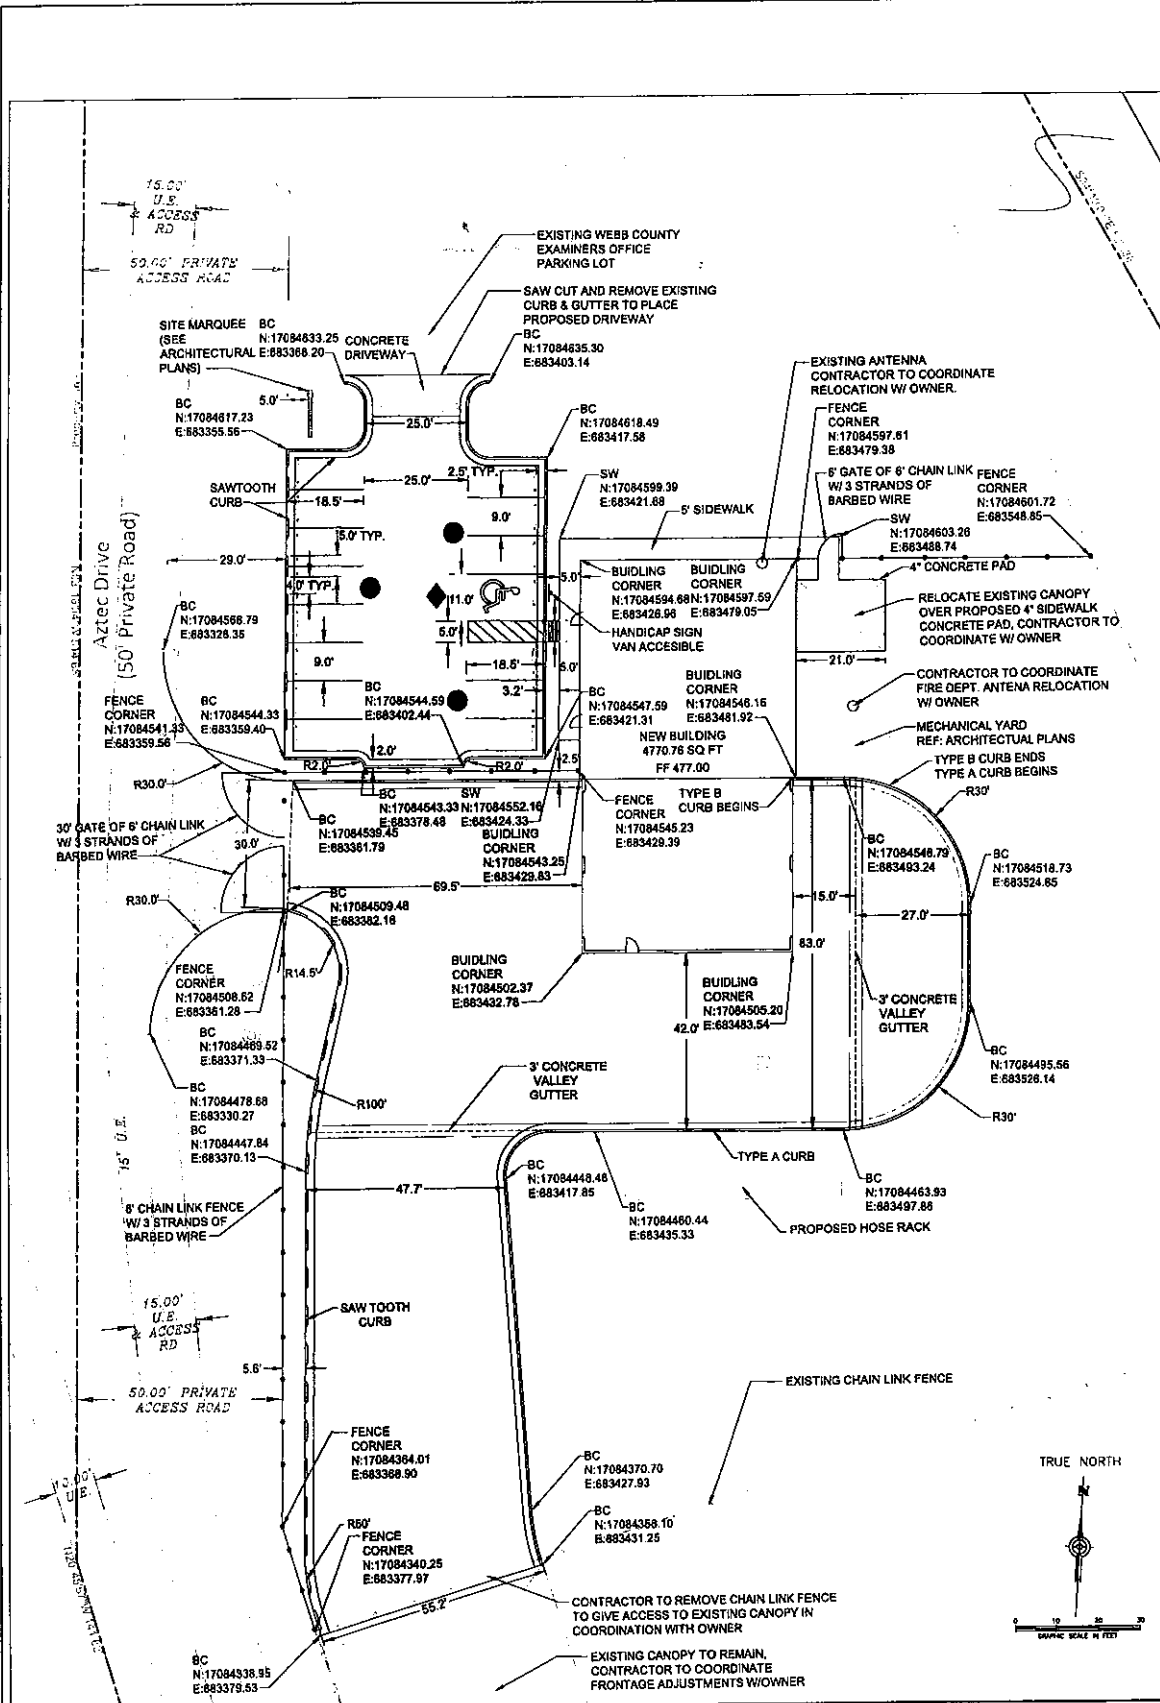 15.00'
U.E.
& ACCESS
RD
50.00' PRIVATE
ACCESS ROAD
EXISTING WEBB COUNTY
EXAMINERS OFFICE
PARKING LOT
SAW CUT AND REMOVE EXISTING
CURB & GUTTER TO PLACE
PROPOSED DRIVEWAY
SITE MARQUEE
(SEE
ARCHITECTURAL
PLANS)
BC
N:17084633.25
E:683368.20
CONCRETE
DRIVEWAY
BC
N:17084635.30
E:683403.14
5.0'
BC
N:17084617.23
E:683355.56
25.0'
BC
N:17084618.49
E:683417.58
EXISTING ANTENNA
CONTRACTOR TO COORDINATE
RELOCATION W/ OWNER.
FENCE
CORNER
N:17084597.61
E:683479.38
6' GATE OF 6' CHAIN LINK
W/ 3 STRANDS OF
BARBED WIRE
FENCE
CORNER
N:17084601.72
E:683548.85
SAWTOOTH
CURB
2.5' TYP.
25.0'
18.5'
9.0'
SW
N:17084599.39
E:683421.88
5' SIDEWALK
SW
N:17084603.26
E:683488.74
4" CONCRETE PAD
5.0' TYP.
29.0'
4.0' TYP.
11.0'
5.0'
5.0'
BUIDLING
CORNER
N:17084594.68
E:683426.96
BUIDLING
CORNER
N:17084597.59
E:683479.05
HANDICAP SIGN
VAN ACCESIBLE
RELOCATE EXISTING CANOPY
OVER PROPOSED 4" SIDEWALK
CONCRETE PAD, CONTRACTOR TO
COORDINATE W/ OWNER
21.0'
Aztec Drive
(50' Private Road)
BC
N:17084568.79
E:683326.35
9.0'
18.5'
5.0'
3.2'
CONTRACTOR TO COORDINATE
FIRE DEPT. ANTENA RELOCATION
W/ OWNER
MECHANICAL YARD
REF: ARCHITECTUAL PLANS
FENCE
CORNER
N:17084541.33
E:683359.56
BC
N:17084544.33
E:683359.40
BC
N:17084544.59
E:683402.44
BC
N:17084547.59
E:683421.31
BUIDLING
CORNER
N:17084546.16
E:683481.92
NEW BUILDING
4770.76 SQ FT
FF 477.00
2.0'
R2.0'
R2.0'
2.5'
R30.0'
TYPE B CURB ENDS
TYPE A CURB BEGINS
R30'
30' GATE OF 6' CHAIN LINK
W/ 3 STRANDS OF
BARBED WIRE
30.0'
BC
N:17084539.45
E:683361.79
BC
N:17084543.33
E:683378.48
SW
N:17084552.16
E:683424.33
BUIDLING
CORNER
N:17084543.25
E:683429.83
FENCE
CORNER
N:17084545.23
E:683429.39
TYPE B
CURB BEGINS
BC
N:17084548.79
E:683493.24
BC
N:17084518.73
E:683524.65
69.5'
15.0'
27.0'
R30.0'
BC
N:17084509.48
E:683382.16
R14.5'
83.0'
FENCE
CORNER
N:17084508.62
E:683361.28
BUIDLING
CORNER
N:17084502.37
E:683432.78
BUIDLING
CORNER
N:17084505.20
E:683483.54
42.0'
3' CONCRETE
VALLEY
GUTTER
BC
N:17084469.52
E:683371.33
BC
N:17084495.56
E:683526.14
BC
N:17084478.68
E:683330.27
R100'
3' CONCRETE
VALLEY
GUTTER
R30'
BC
N:17084447.84
E:683370.13
15' U.E.
TYPE A CURB
47.7'
BC
N:17084448.46
E:683417.85
BC
N:17084460.44
E:683435.33
BC
N:17084463.93
E:683497.86
PROPOSED HOSE RACK
6' CHAIN LINK FENCE
W/ 3 STRANDS OF
BARBED WIRE
15.00'
U.E.
& ACCESS
RD
SAW TOOTH
CURB
5.6'
50.00' PRIVATE
ACCESS ROAD
EXISTING CHAIN LINK FENCE
FENCE
CORNER
N:17084364.01
E:683368.90
BC
N:17084370.70
E:683427.93
TRUE NORTH
N
10.00'
U.E.
R50'
FENCE
CORNER
N:17084340.25
E:683377.97
BC
N:17084358.10
E:683431.25
55.2'
CONTRACTOR TO REMOVE CHAIN LINK FENCE
TO GIVE ACCESS TO EXISTING CANOPY IN
COORDINATION WITH OWNER
0 10 20 30
GRAPHIC SCALE IN FEET
BC
N:17084338.95
E:683379.53
EXISTING CANOPY TO REMAIN,
CONTRACTOR TO COORDINATE
FRONTAGE ADJUSTMENTS W/OWNER